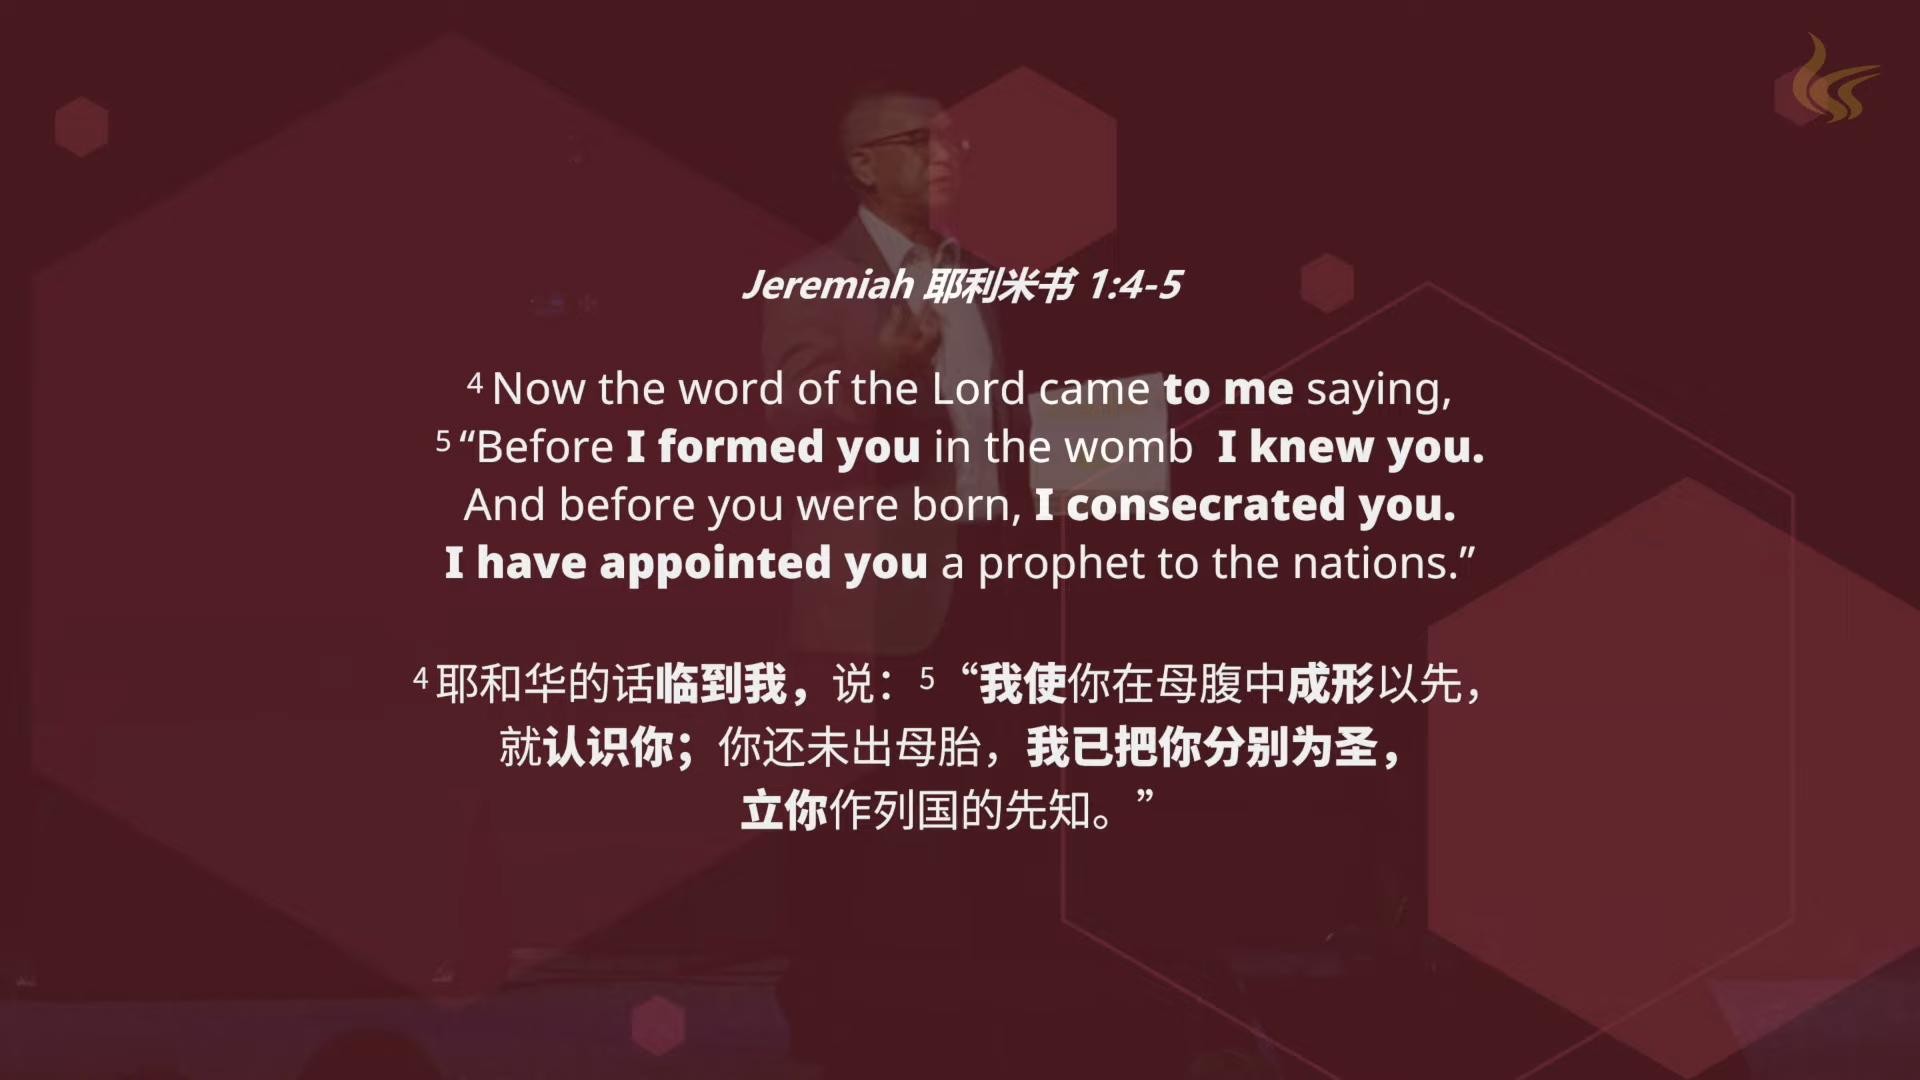 Jeremiah 耶利米书 1:4-5
4 Now the word of the Lord came to me saying,
5 “Before I formed you in the womb I knew you.
And before you were born, I consecrated you.
I have appointed you a prophet to the nations.”
4 耶和华的话临到我，说：5“我使你在母腹中成形以先，
就认识你；你还未出母胎，我已把你分别为圣，
立你作列国的先知。”